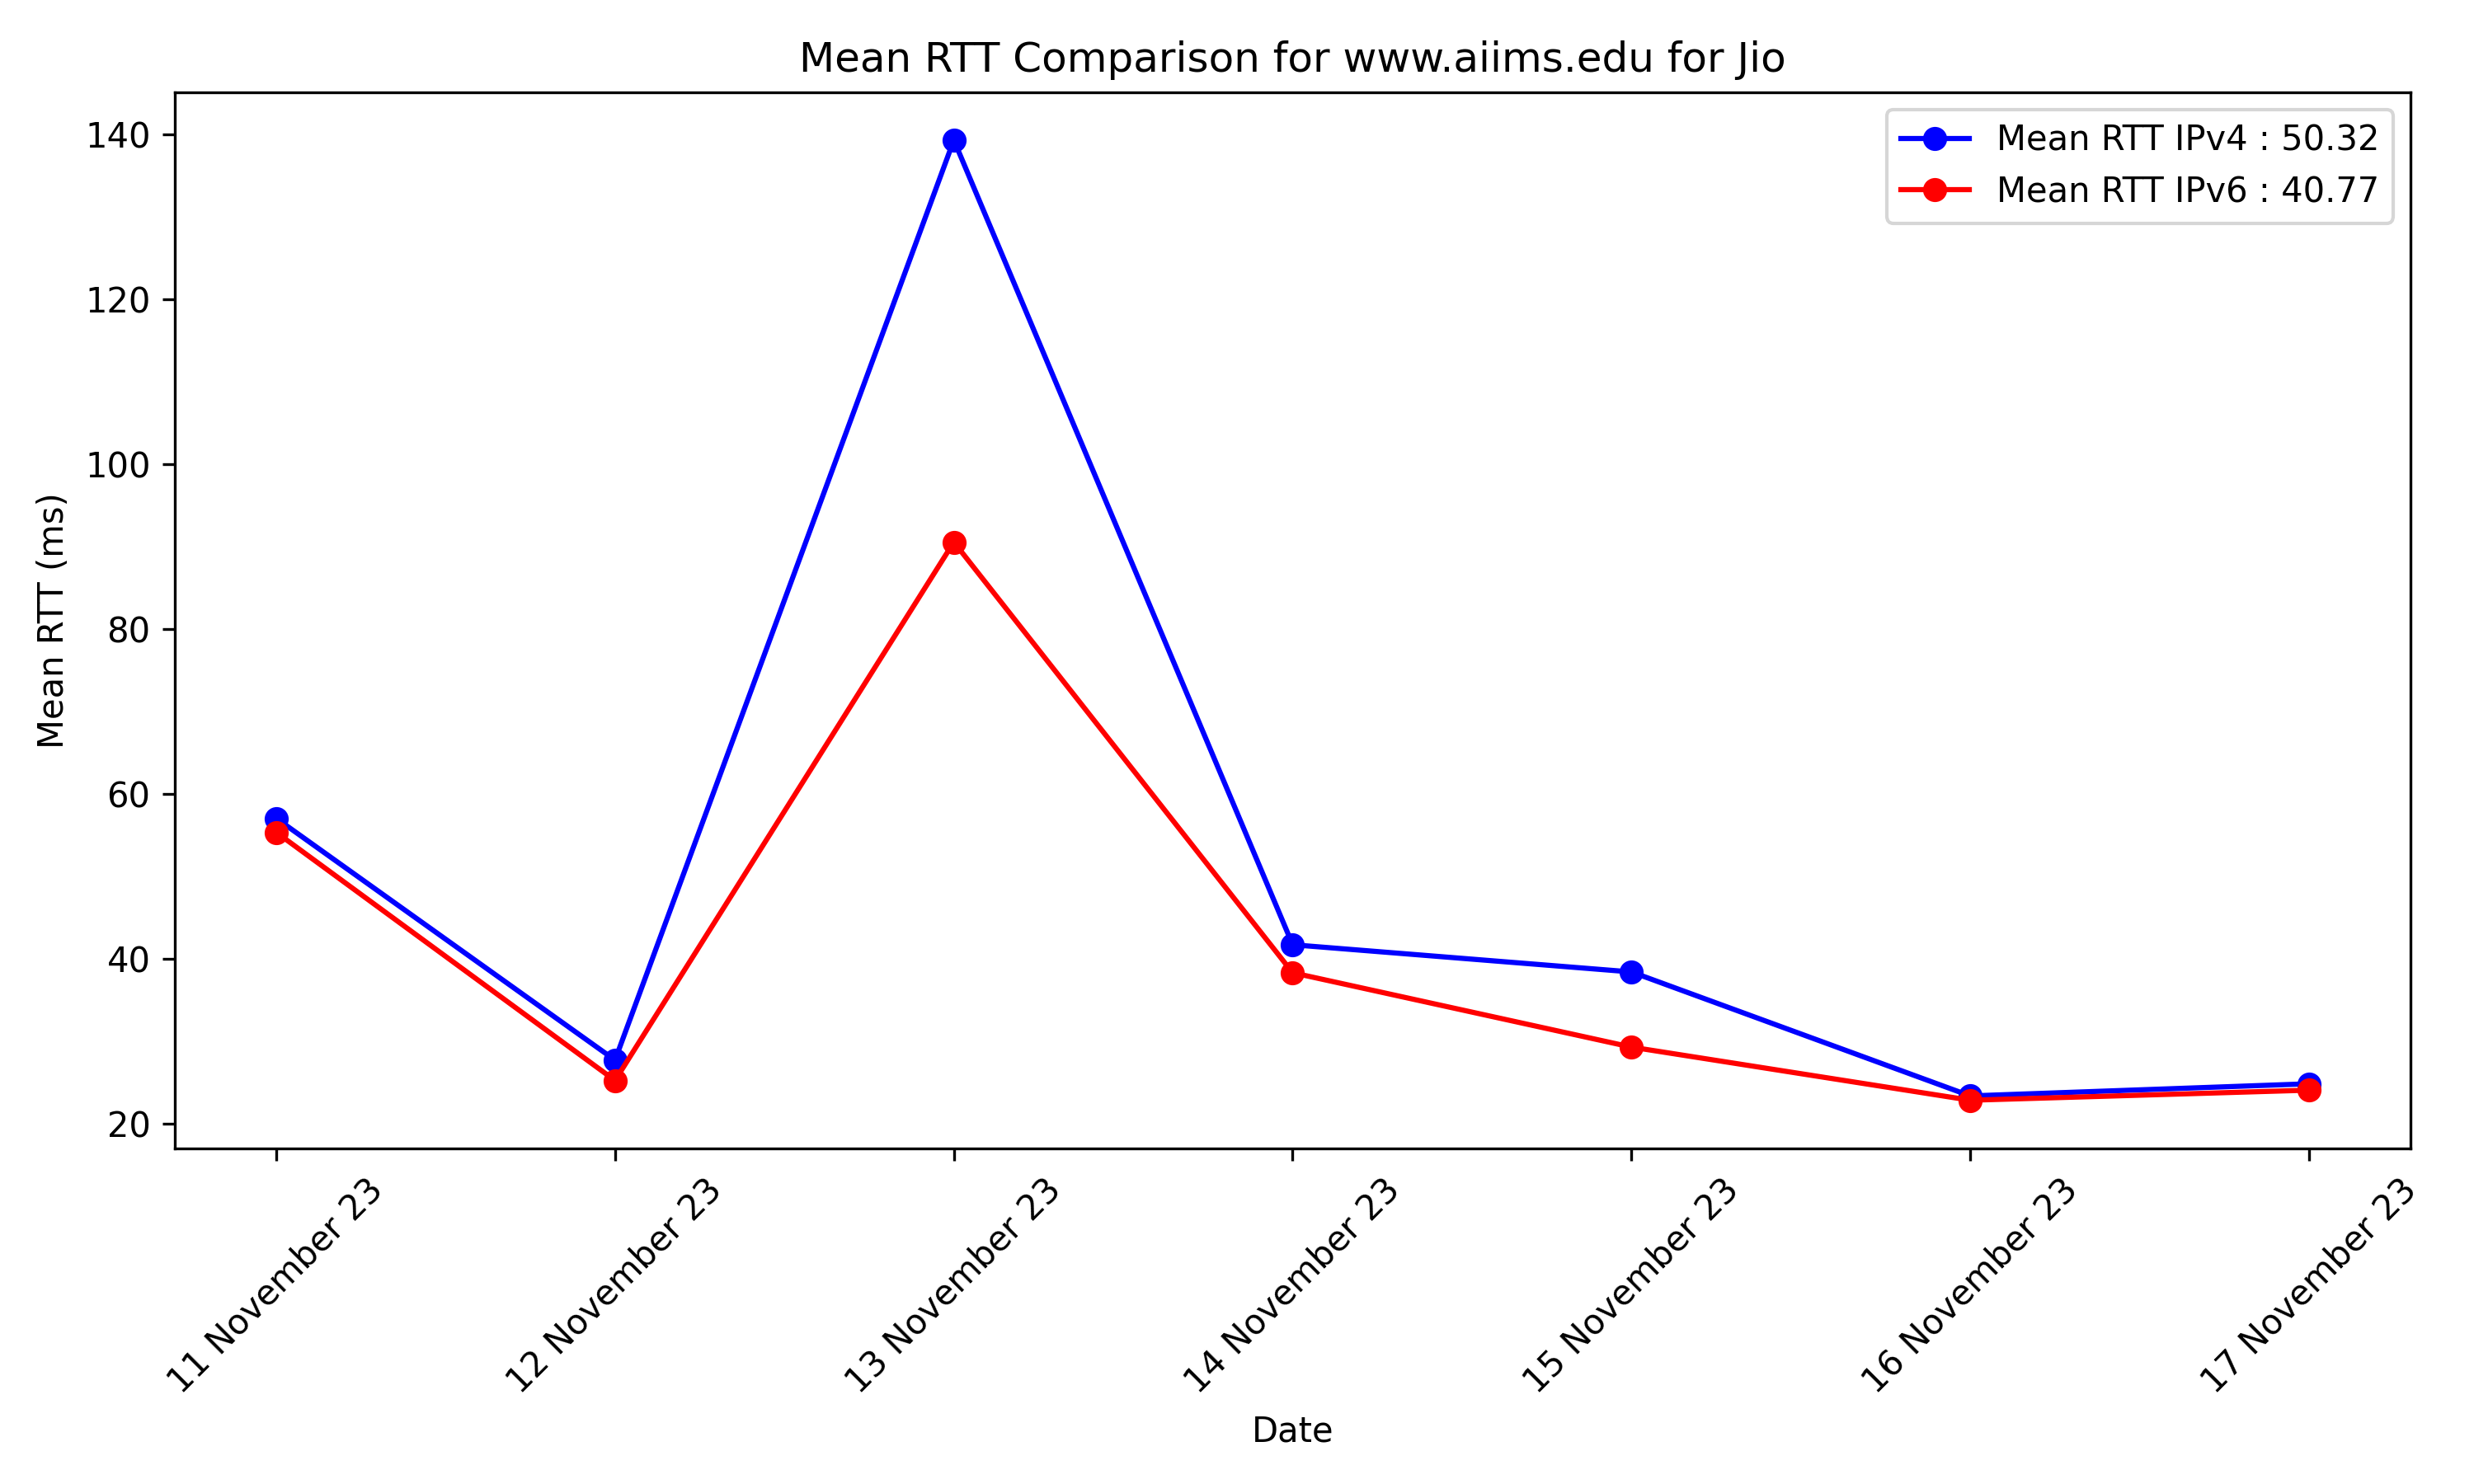 Mean RTT Comparison for www.aiims.edu for Jio
Mean RTT IPv4 : 50.32
Mean RTT IPv6 : 40.77
140
120
100
80
60
40
20
Mean RTT (ms)
11 November 23
12 November 23
13 November 23
14 November 23
15 November 23
16 November 23
17 November 23
Date